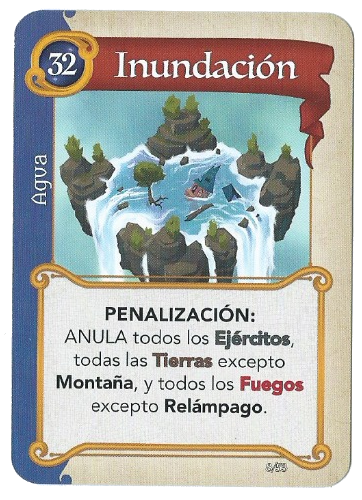 32
Inundación
Agua
PENALIZACIÓN:
ANULA todos los Ejércitos,
todas las Tierras excepto
Montaña, y todos los Fuegos
excepto Relámpago.